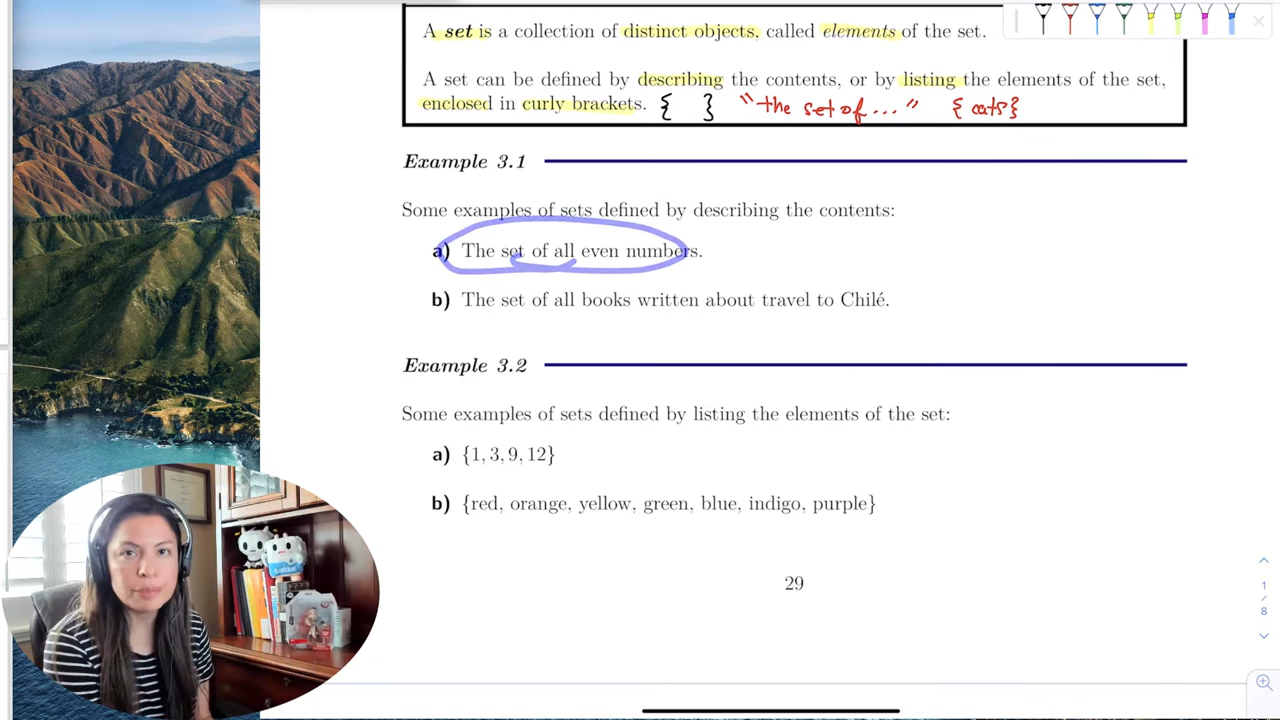 A set is a collection of distinct objects, called elements of the set.
A set can be defined by describing the contents, or by listing the elements of the set,
enclosed in curly brackets. { } "the set of ..." { cats }
Example 3.1
Some examples of sets defined by describing the contents:
a) The set of all even numbers.
b) The set of all books written about travel to Chilé.
Example 3.2
Some examples of sets defined by listing the elements of the set:
a) {1, 3, 9, 12}
b) {red, orange, yellow, green, blue, indigo, purple}
29
1
/
8